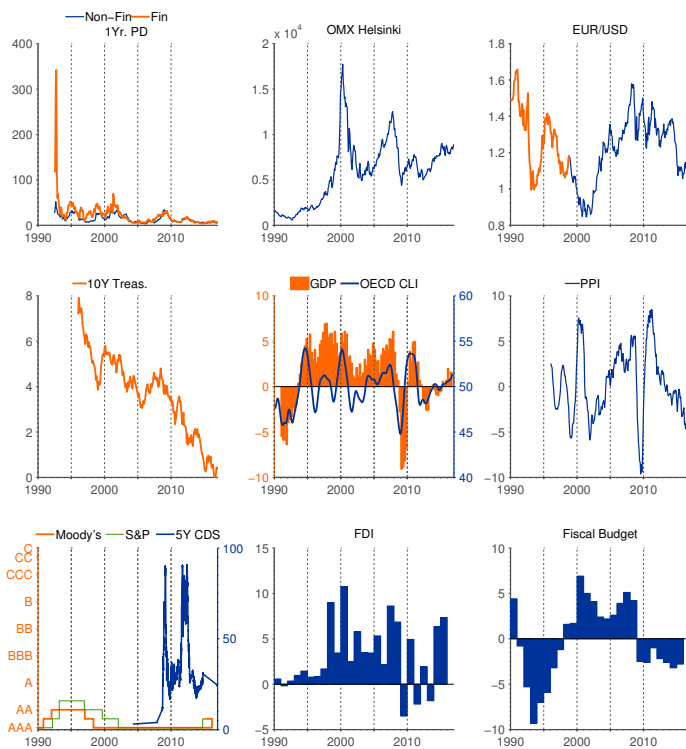 Non−Fin Fin
1Yr. PD
400
300
200
100
0
1990 2000 2010
OMX Helsinki
2 x 10^4
1.5
1
0.5
0
1990 2000 2010
EUR/USD
1.8
1.6
1.4
1.2
1
0.8
1990 2000 2010
10Y Treas.
8
6
4
2
0
1990 2000 2010
GDP OECD CLI
10 60
5 55
0 50
−5 45
−10 40
1990 2000 2010
PPI
10
5
0
−5
−10
1990 2000 2010
Moody's S&P 5Y CDS
C 100
CC
CCC
B
BB 50
BBB
A
AA
AAA 0
1990 2000 2010
FDI
15
10
5
0
−5
1990 2000 2010
Fiscal Budget
10
5
0
−5
−10
1990 2000 2010